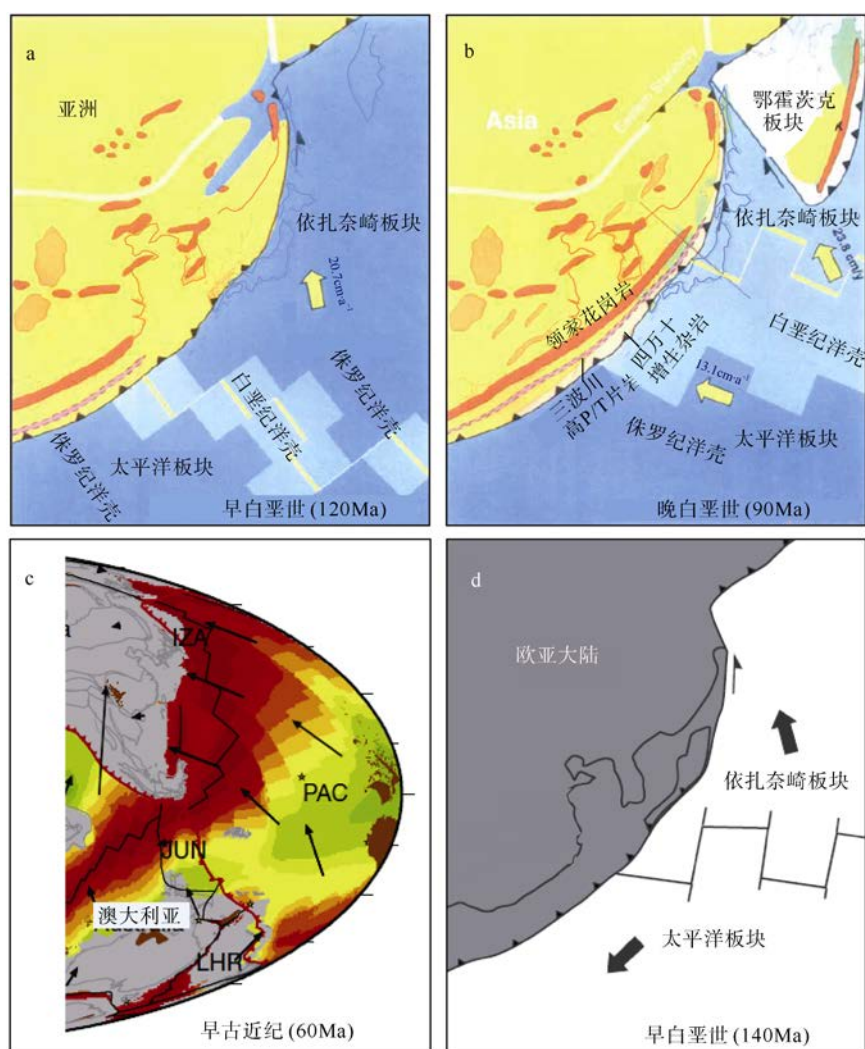 a
亚洲
依扎奈崎板块
20.7cm·a⁻¹
侏罗纪洋壳
白垩纪洋壳
侏罗纪洋壳
太平洋板块
早白垩世(120Ma)
b
Asia
鄂霍茨克
板块
依扎奈崎板块
23.8 cm/y
白垩纪洋壳
领家花岗岩
四万十
增生杂岩
三波川
高P/T片岩
13.1cm·a⁻¹
侏罗纪洋壳
太平洋板块
晚白垩世(90Ma)
c
IZA
PAC
JUN
澳大利亚
LHR
早古近纪(60Ma)
d
欧亚大陆
依扎奈崎板块
太平洋板块
早白垩世(140Ma)